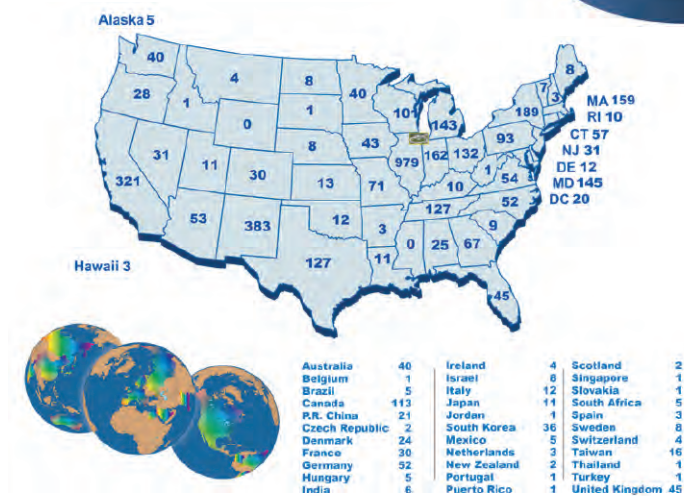 Alaska 5
40
4
8
40
8
7
3
28
1
1
10
143
189
MA 159
RI 10
0
8
43
93
CT 57
NJ 31
31
11
30
979
162
132
1
54
DE 12
MD 145
321
13
71
10
52
DC 20
53
383
12
3
127
9
127
11
0
25
67
Hawaii 3
45
Australia 40
Belgium 1
Brazil 5
Canada 113
P.R. China 21
Czech Republic 2
Denmark 24
France 30
Germany 52
Hungary 5
India 6
Ireland 4
Israel 6
Italy 12
Japan 11
Jordan 1
South Korea 36
Mexico 5
Netherlands 3
New Zealand 2
Portugal 1
Puerto Rico 1
Scotland 2
Singapore 1
Slovakia 1
South Africa 5
Spain 3
Sweden 8
Switzerland 4
Taiwan 16
Thailand 1
Turkey 1
United Kingdom 45